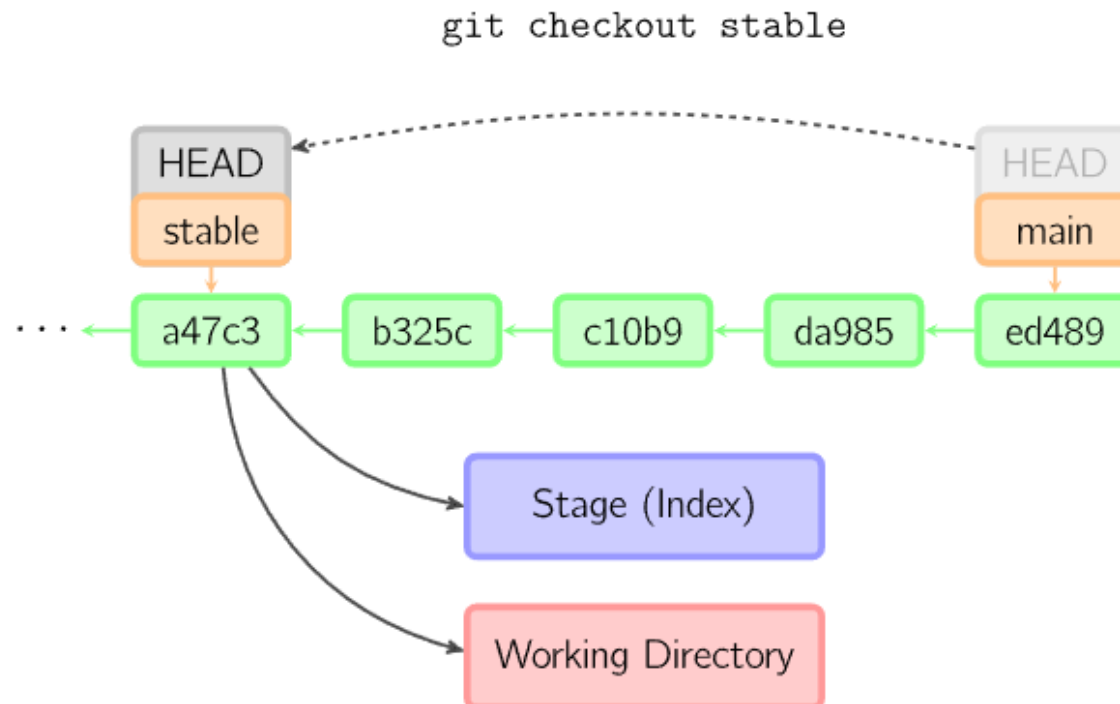 git checkout stable
HEAD HEAD
stable main
... a47c3 b325c c10b9 da985 ed489
Stage (Index)
Working Directory